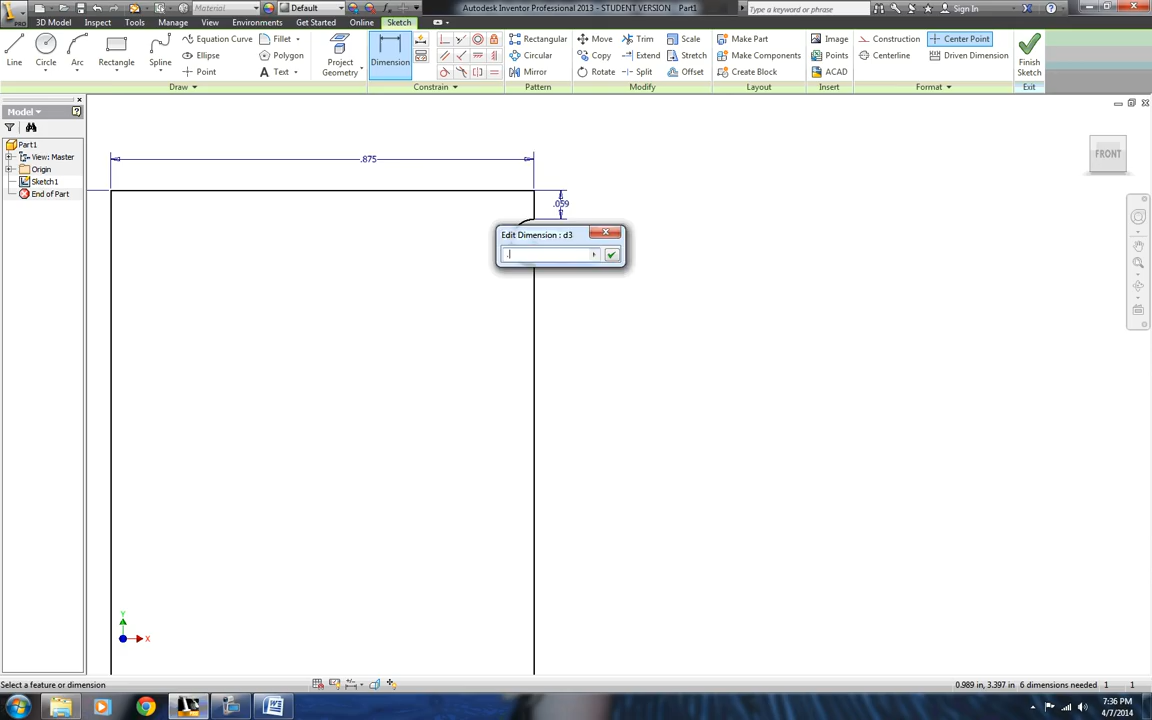 PRO
Material
Default
Autodesk Inventor Professional 2013 - STUDENT VERSION Part1
Type a keyword or phrase
Sign In
3D Model
Inspect
Tools
Manage
View
Environments
Get Started
Online
Sketch
Line
Circle
Arc
Rectangle
Spline
Equation Curve
Ellipse
Point
Fillet
Polygon
Text
Project
Geometry
Dimension
Rectangular
Circular
Mirror
Move
Copy
Rotate
Trim
Extend
Split
Scale
Stretch
Offset
Make Part
Make Components
Create Block
Image
Points
ACAD
Construction
Centerline
Center Point
Driven Dimension
Finish
Sketch
Draw
Constrain
Pattern
Modify
Layout
Insert
Format
Exit
Model
Part1
View: Master
Origin
Sketch1
End of Part
.875
.059
FRONT
Edit Dimension : d3
.
Y
X
Select a feature or dimension
0.989 in, 3.397 in 6 dimensions needed 1 1
7:36 PM
4/7/2014